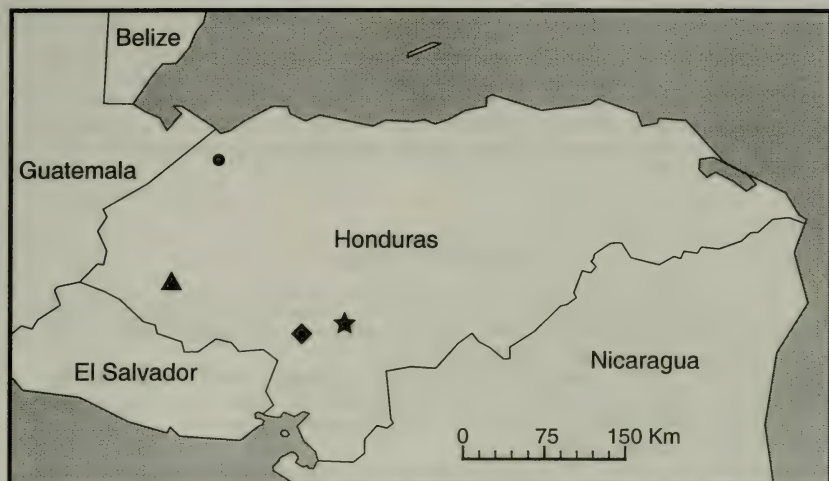 Belize
Guatemala
Honduras
El Salvador
Nicaragua
0 75 150 Km